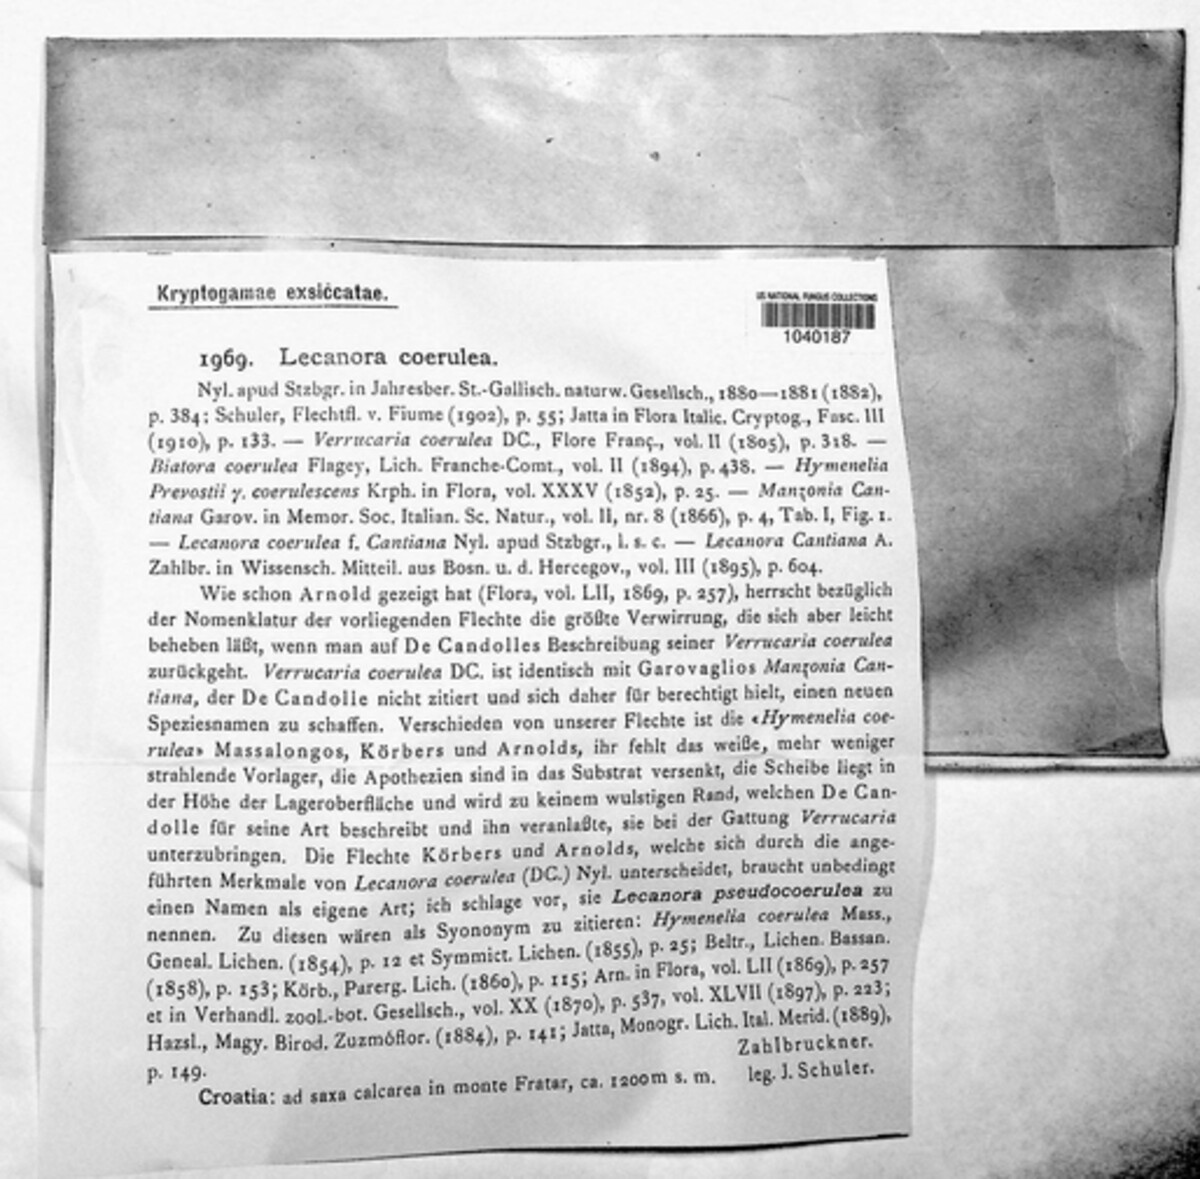 Kryptogamae exsiccatae.
US NATIONAL FUNGUS COLLECTIONS
1040187
1969. Lecanora coerulea.
Nyl. apud Stzbgr. in Jahresber. St.-Gallisch. naturw. Gesellsch., 1880—1881 (1882),
p. 384; Schuler, Flechtfl. v. Fiume (1902), p. 55; Jatta in Flora Italic. Cryptog., Fasc. III
(1910), p. 133. — Verrucaria coerulea DC., Flore Franç., vol. II (1805), p. 318. —
Biatora coerulea Flagey, Lich. Franche-Comt., vol. II (1894), p. 438. — Hymenelia
Prevostii γ. coerulescens Krph. in Flora, vol. XXXV (1852), p. 25. — Manzonia Can-
tiana Garov. in Memor. Soc. Italian. Sc. Natur., vol. II, nr. 8 (1866), p. 4, Tab. I, Fig. 1.
— Lecanora coerulea f. Cantiana Nyl. apud Stzbgr., l. s. c. — Lecanora Cantiana A.
Zahlbr. in Wissensch. Mitteil. aus Bosn. u. d. Hercegov., vol. III (1895), p. 604.
Wie schon Arnold gezeigt hat (Flora, vol. LII, 1869, p. 257), herrscht bezüglich
der Nomenklatur der vorliegenden Flechte die größte Verwirrung, die sich aber leicht
beheben läßt, wenn man auf De Candolles Beschreibung seiner Verrucaria coerulea
zurückgeht. Verrucaria coerulea DC. ist identisch mit Garovaglios Manzonia Can-
tiana, der De Candolle nicht zitiert und sich daher für berechtigt hielt, einen neuen
Speziesnamen zu schaffen. Verschieden von unserer Flechte ist die «Hymenelia coe-
rulea» Massalongos, Körbers und Arnolds, ihr fehlt das weiße, mehr weniger
strahlende Vorlager, die Apothezien sind in das Substrat versenkt, die Scheibe liegt in
der Höhe der Lageroberfläche und wird zu keinem wulstigen Rand, welchen De Can-
dolle für seine Art beschreibt und ihn veranlaßte, sie bei der Gattung Verrucaria
unterzubringen. Die Flechte Körbers und Arnolds, welche sich durch die ange-
führten Merkmale von Lecanora coerulea (DC.) Nyl. unterscheidet, braucht unbedingt
einen Namen als eigene Art; ich schlage vor, sie Lecanora pseudocoerulea zu
nennen. Zu diesen wären als Syononym zu zitieren: Hymenelia coerulea Mass.,
Geneal. Lichen. (1854), p. 12 et Symmict. Lichen. (1855), p. 25; Beltr., Lichen. Bassan.
(1858), p. 153; Körb., Parerg. Lich. (1860), p. 115; Arn. in Flora, vol. LII (1869), p. 257
et in Verhandl. zool.-bot. Gesellsch., vol. XX (1870), p. 537, vol. XLVII (1897), p. 223;
Hazsl., Magy. Birod. Zuzmóflor. (1884), p. 141; Jatta, Monogr. Lich. Ital. Merid. (1889),
p. 149.
Zahlbruckner.
Croatia: ad saxa calcarea in monte Fratar, ca. 1200 m s. m. leg. J. Schuler.